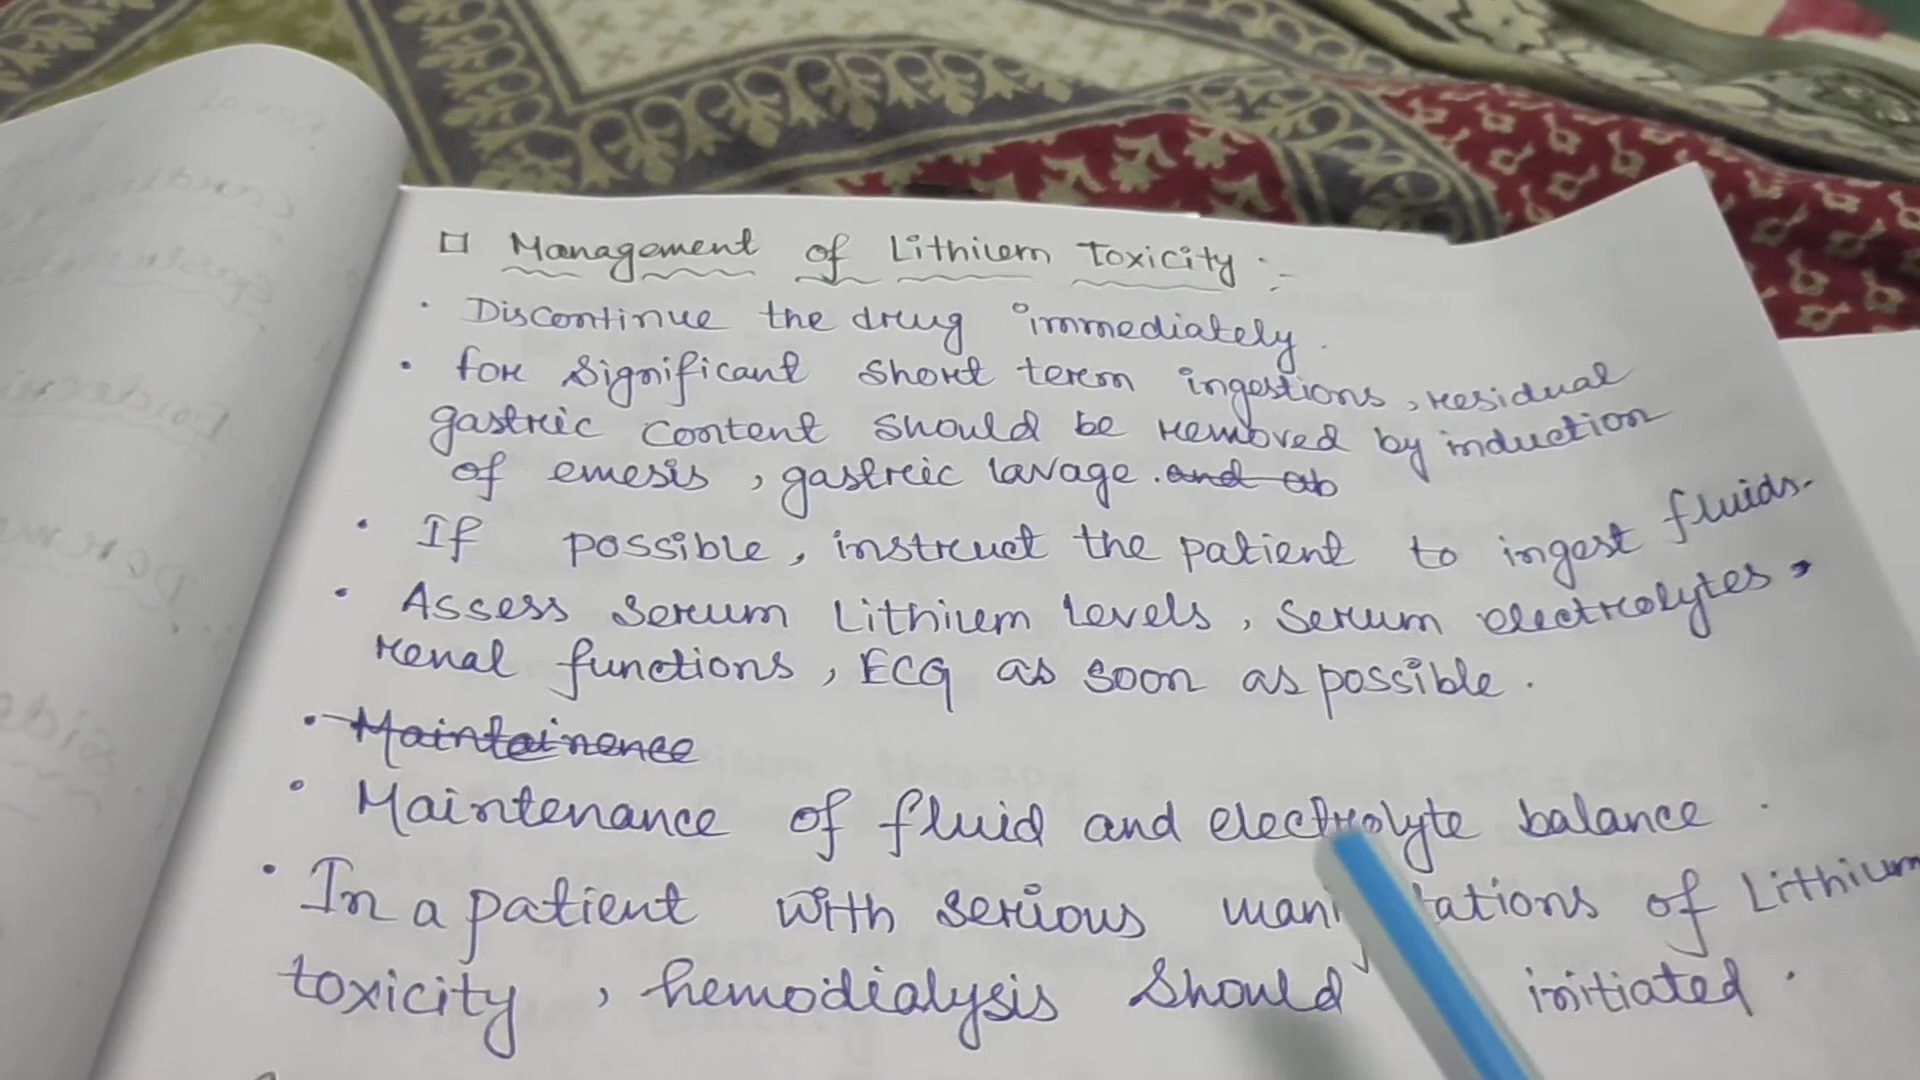 □ Management of Lithium Toxicity :-
• Discontinue the drug immediately.
• for significant short term ingestions, residual
gastric content should be removed by induction
of emesis, gastric lavage. and ab
• If possible, instruct the patient to ingest fluids.
• Assess serum Lithium levels, serum electrolytes,
renal functions, ECG as soon as possible.
• Maintainence
• Maintenance of fluid and electrolyte balance.
• In a patient with serious of Lithium
toxicity, hemodialysis should initiated.